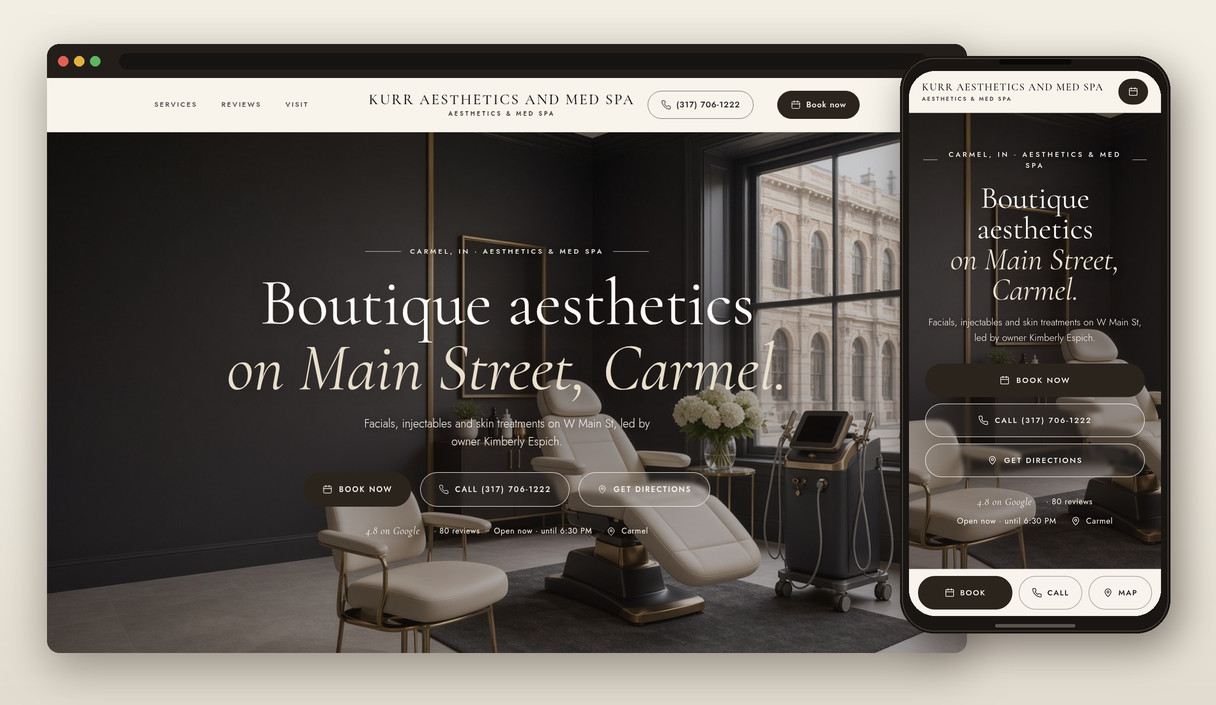 SERVICES REVIEWS VISIT
KURR AESTHETICS AND MED SPA
AESTHETICS & MED SPA
(317) 706-1222
Book now
CARMEL, IN · AESTHETICS & MED SPA
Boutique aesthetics
on Main Street, Carmel.
Facials, injectables and skin treatments on W Main St, led by
owner Kimberly Espich.
BOOK NOW
CALL (317) 706-1222
GET DIRECTIONS
4.8 on Google · 80 reviews Open now · until 6:30 PM Carmel
KURR AESTHETICS AND MED SPA
AESTHETICS & MED SPA
CARMEL, IN · AESTHETICS & MED
SPA
Boutique
aesthetics
on Main Street,
Carmel.
Facials, injectables and skin treatments on W Main St,
led by owner Kimberly Espich.
BOOK NOW
CALL (317) 706-1222
GET DIRECTIONS
4.8 on Google · 80 reviews
Open now · until 6:30 PM Carmel
BOOK
CALL
MAP